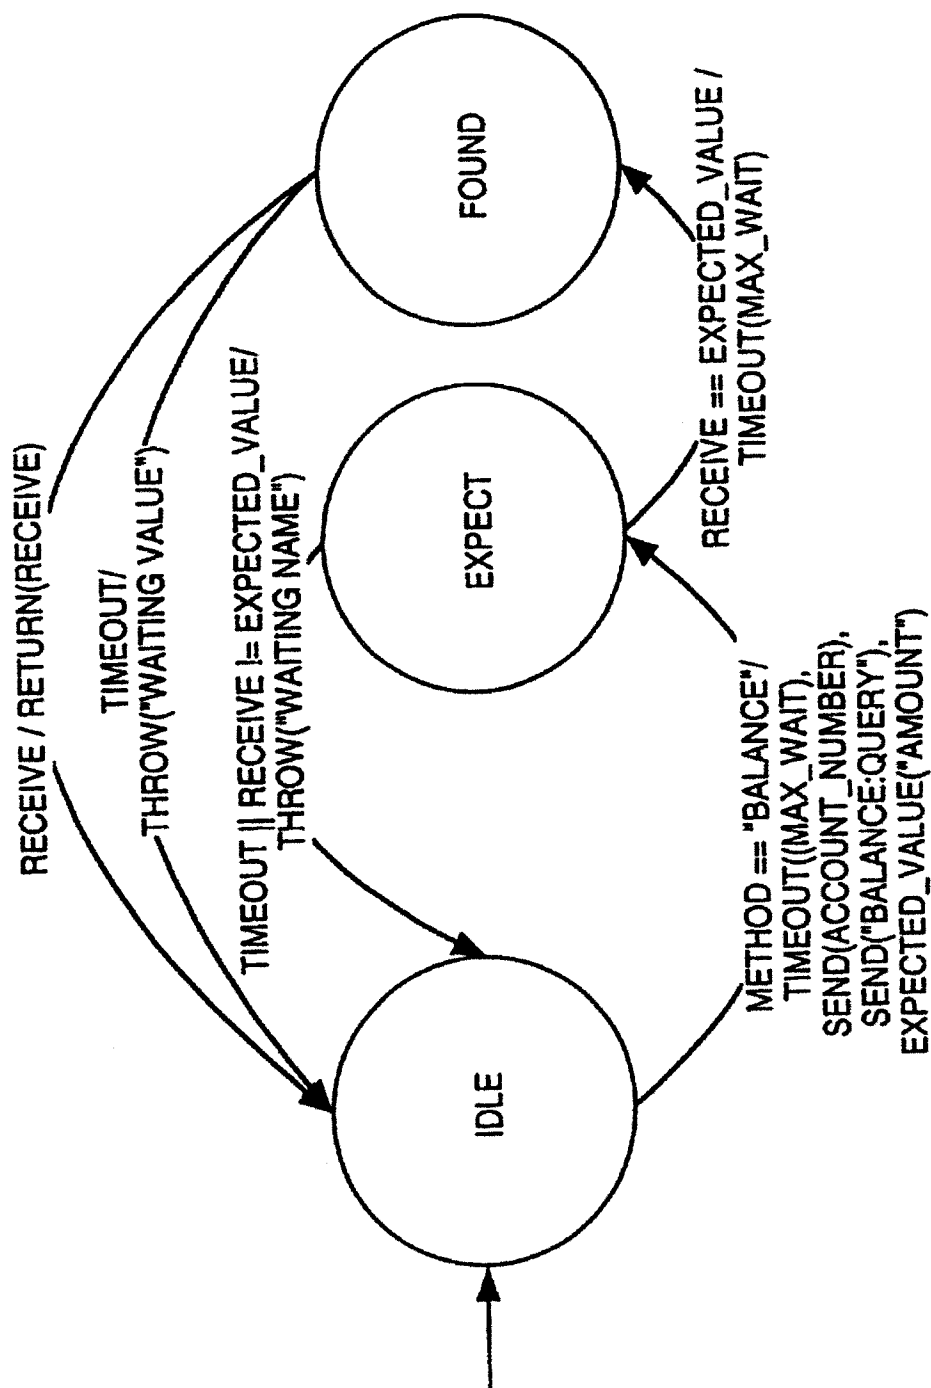 RECEIVE / RETURN(RECEIVE)
TIMEOUT/
THROW("WAITING VALUE")
TIMEOUT || RECEIVE != EXPECTED_VALUE/
THROW("WAITING NAME")
IDLE
EXPECT
FOUND
METHOD == "BALANCE"/
TIMEOUT((MAX_WAIT),
SEND(ACCOUNT_NUMBER),
SEND("BALANCE:QUERY"),
EXPECTED_VALUE("AMOUNT")
RECEIVE == EXPECTED_VALUE /
TIMEOUT(MAX_WAIT)